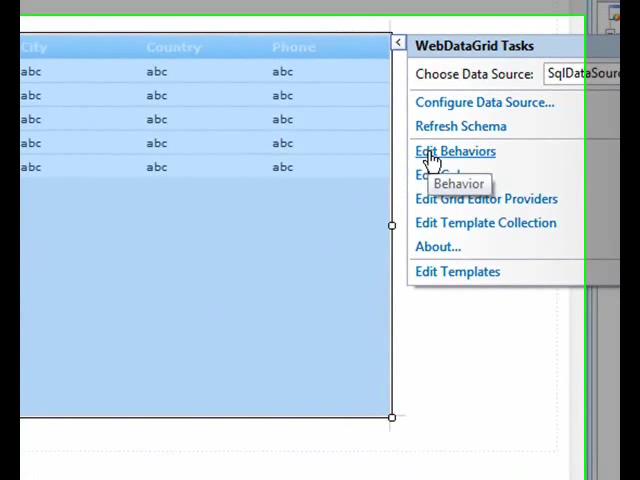 City Country Phone
abc abc abc
abc abc abc
abc abc abc
abc abc abc
abc abc abc
WebDataGrid Tasks
Choose Data Source: SqlDataSour
Configure Data Source...
Refresh Schema
Edit Behaviors
Behavior
Edit Grid Editor Providers
Edit Template Collection
About...
Edit Templates